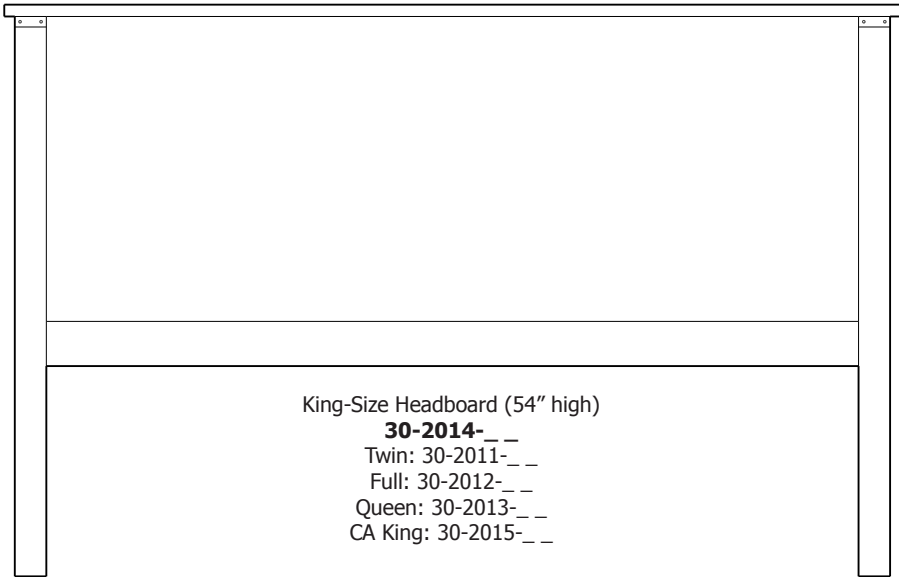 King-Size Headboard (54” high)
30-2014-_ _
Twin: 30-2011-_ _
Full: 30-2012-_ _
Queen: 30-2013-_ _
CA King: 30-2015-_ _